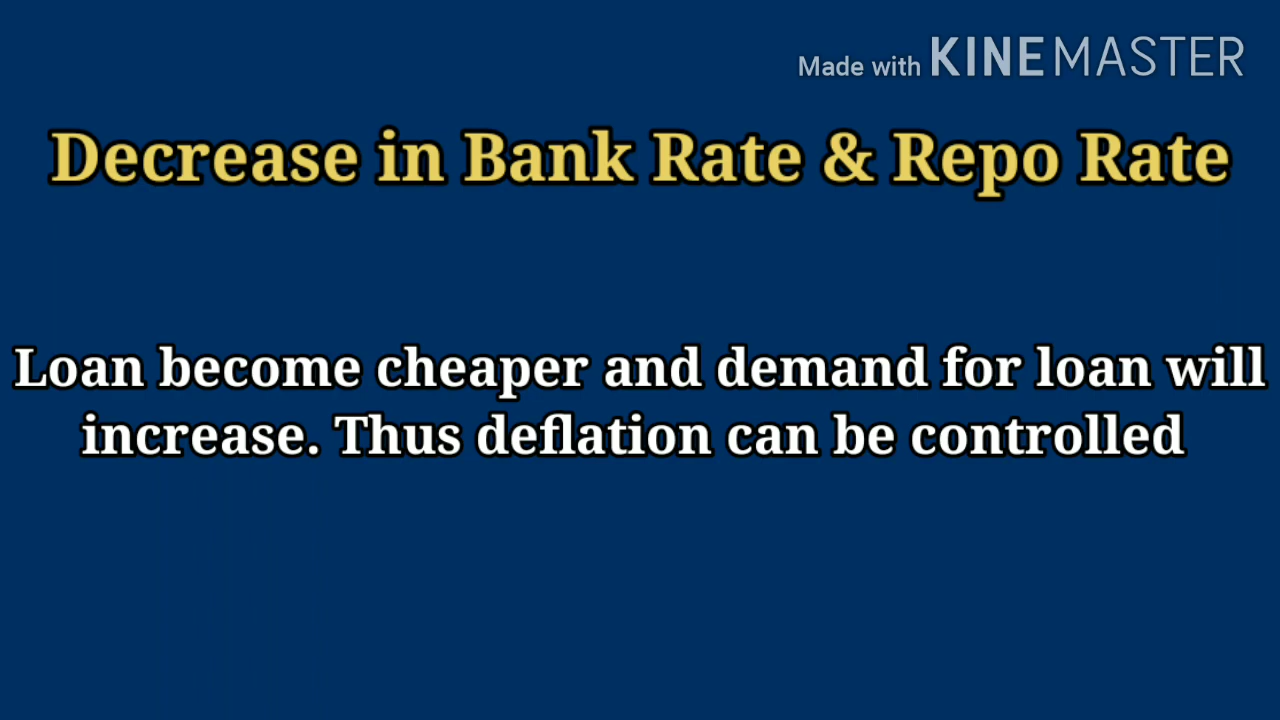 Made with KINEMASTER
Decrease in Bank Rate & Repo Rate
Loan become cheaper and demand for loan will
increase. Thus deflation can be controlled